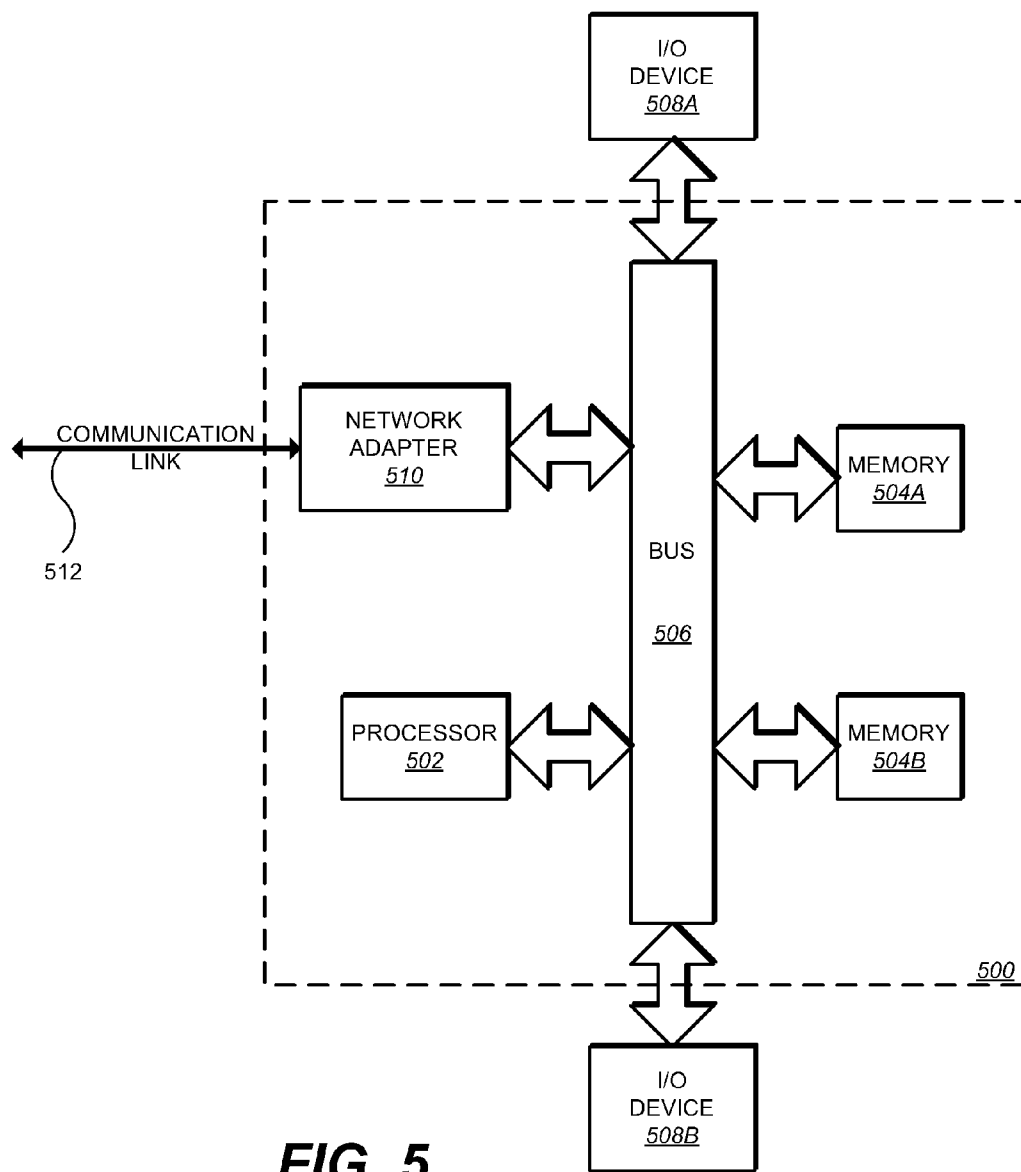 I/O
DEVICE
508A
NETWORK
ADAPTER
510
COMMUNICATION
LINK
512
MEMORY
504A
BUS
506
PROCESSOR
502
MEMORY
504B
500
I/O
DEVICE
508B
FIG. 5